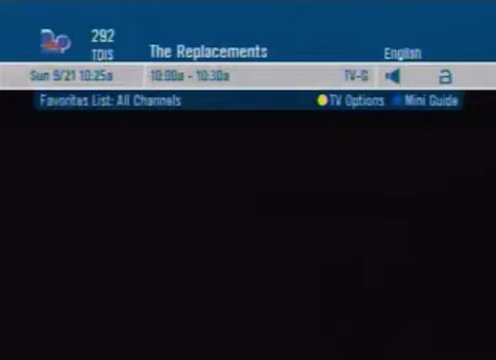 292
TDIS
The Replacements
English
Sun 9/21 10:25a
10:00a - 10:30a
TV-G
Favorites List: All Channels
TV Options
Mini Guide